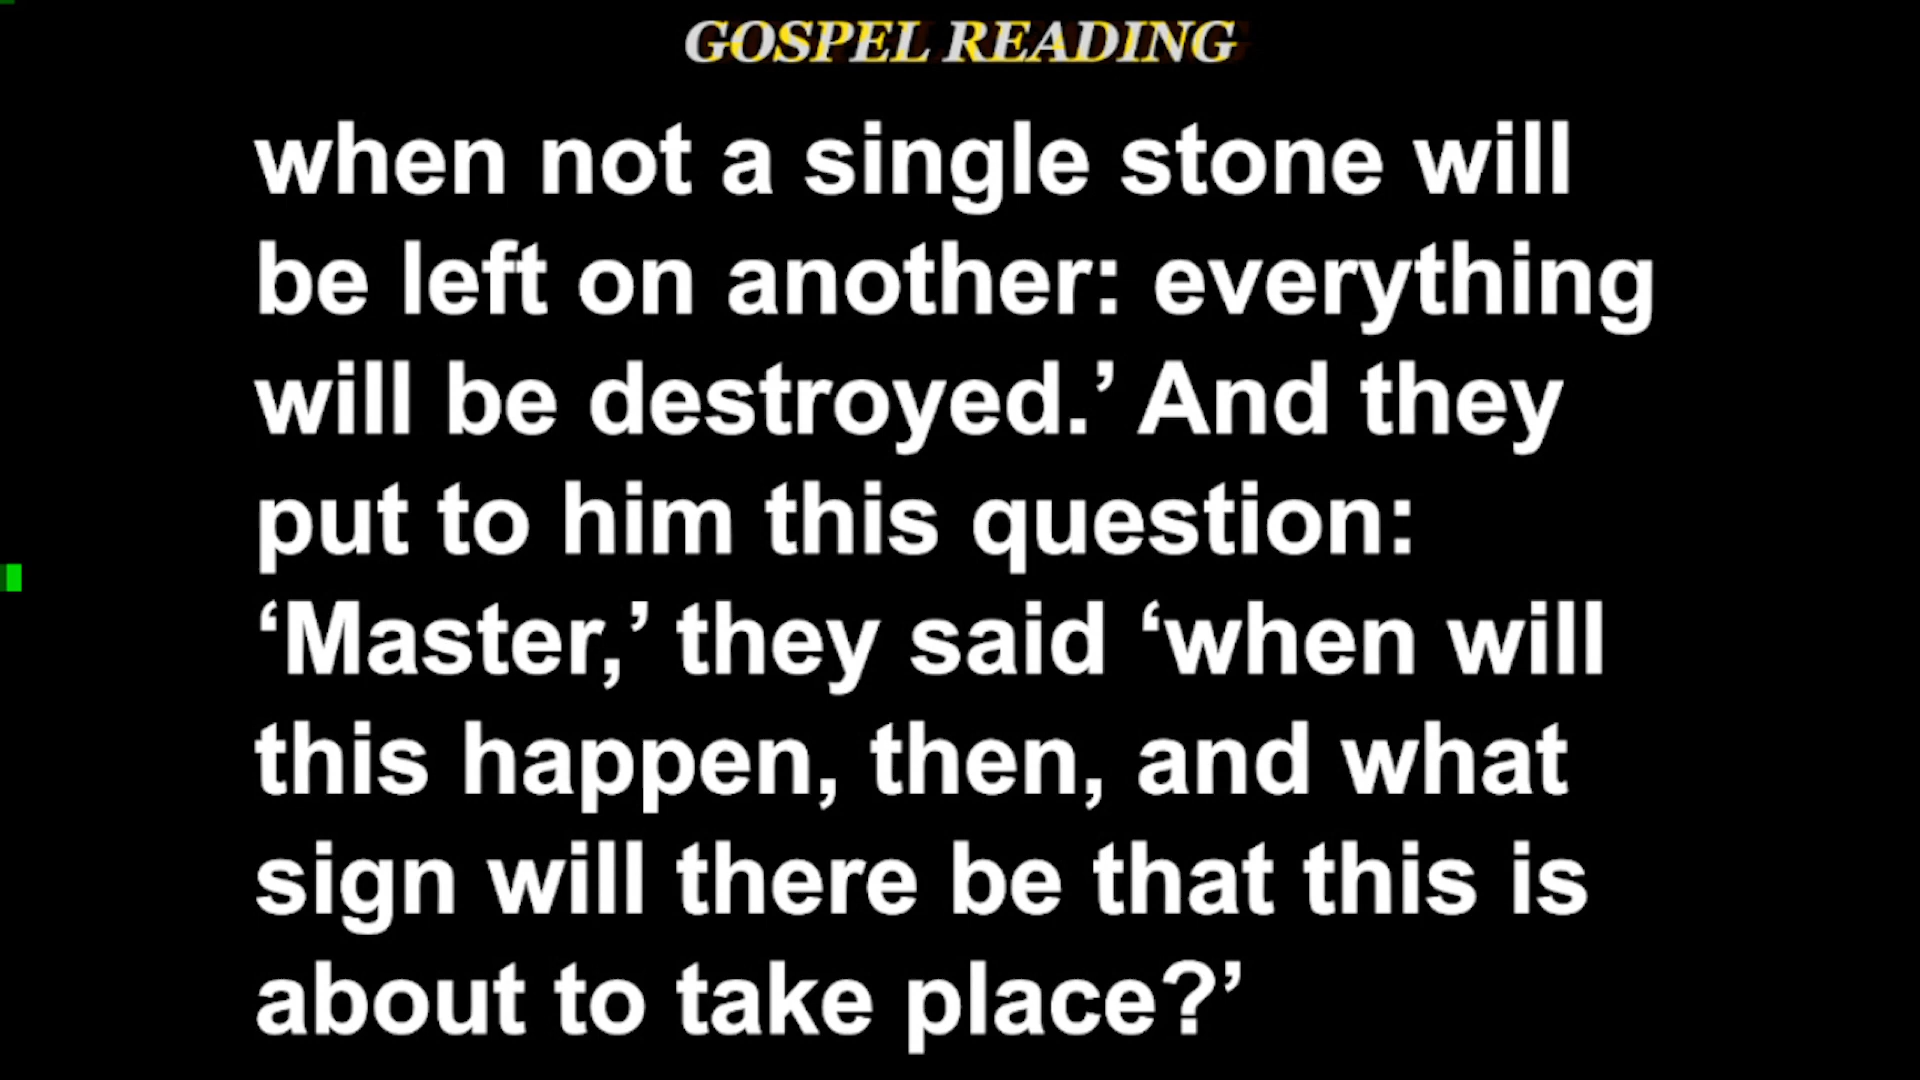 GOSPEL READING
when not a single stone will
be left on another: everything
will be destroyed.’ And they
put to him this question:
‘Master,’ they said ‘when will
this happen, then, and what
sign will there be that this is
about to take place?’